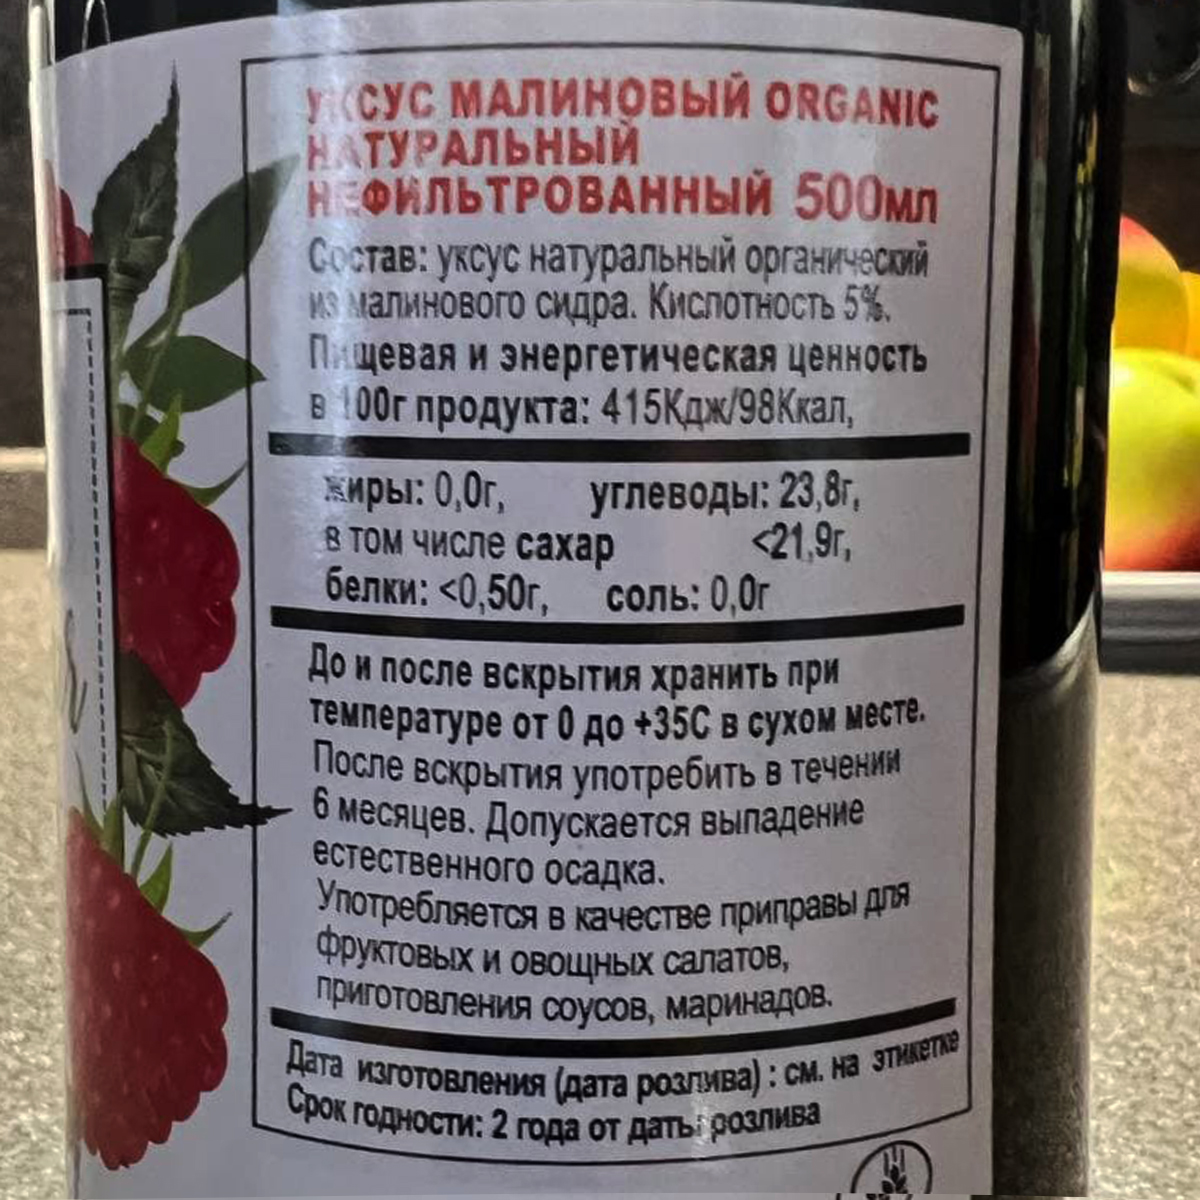 УКСУС МАЛИНОВЫЙ ORGANIC
НАТУРАЛЬНЫЙ
НЕФИЛЬТРОВАННЫЙ 500мл
Состав: уксус натуральный органический
из малинового сидра. Кислотность 5%.
Пищевая и энергетическая ценность
в 100г продукта: 415Кдж/98Ккал,
жиры: 0,0г, углеводы: 23,8г,
в том числе сахар <21,9г,
белки: <0,50г, соль: 0,0г
До и после вскрытия хранить при
температуре от 0 до +35С в сухом месте.
После вскрытия употребить в течении
6 месяцев. Допускается выпадение
естественного осадка.
Употребляется в качестве приправы для
фруктовых и овощных салатов,
приготовления соусов, маринадов.
Дата изготовления (дата розлива) : см. на этикетке
Срок годности: 2 года от даты розлива